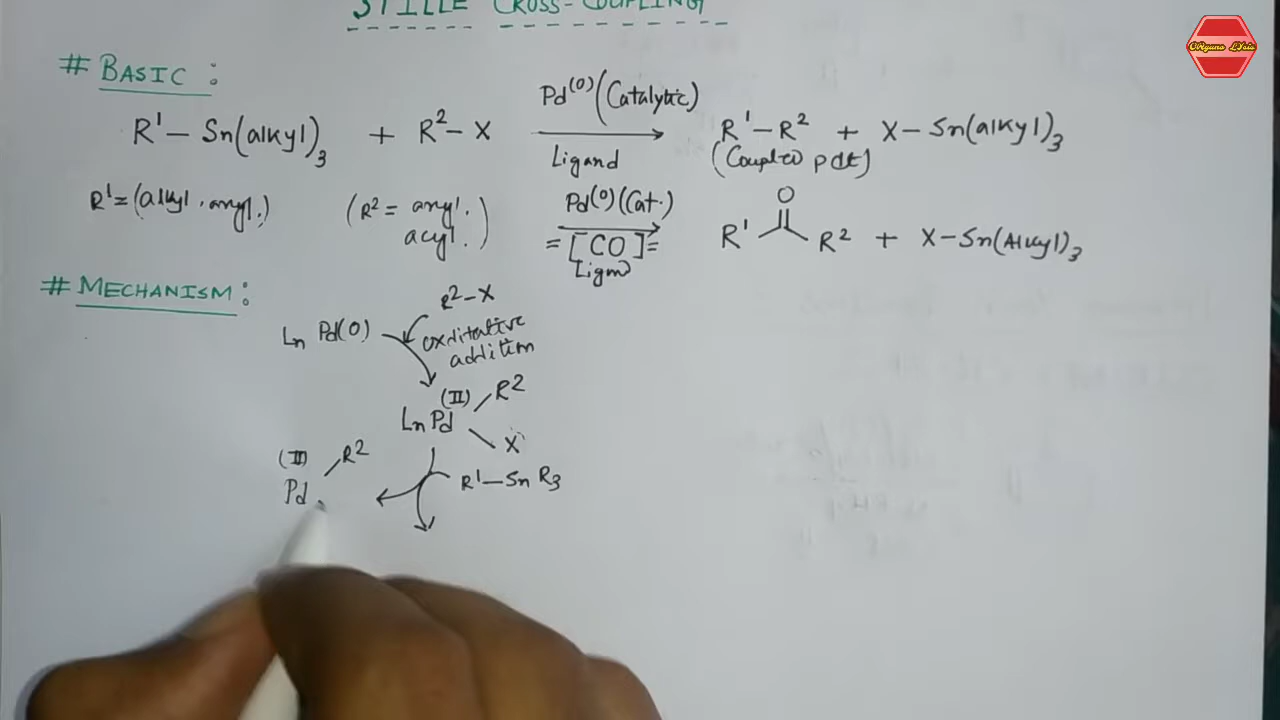 STILLE CROSS-COUPLING
# BASIC :
R¹ – Sn(alkyl)₃ + R² – X Pd⁽⁰⁾(Catalytic) Ligand R¹–R² + X–Sn(alkyl)₃
(Coupled pdt)
R¹ = (alkyl, aryl.) (R² = aryl. acyl.) Pd⁽⁰⁾(Cat.) =[CO]= R¹ O R² + X–Sn(Alkyl)₃
# MECHANISM :
R²–X
Ln Pd(0)
addition
(II) R²
Ln Pd
X
(II) R²
R¹–Sn R₃
Pd